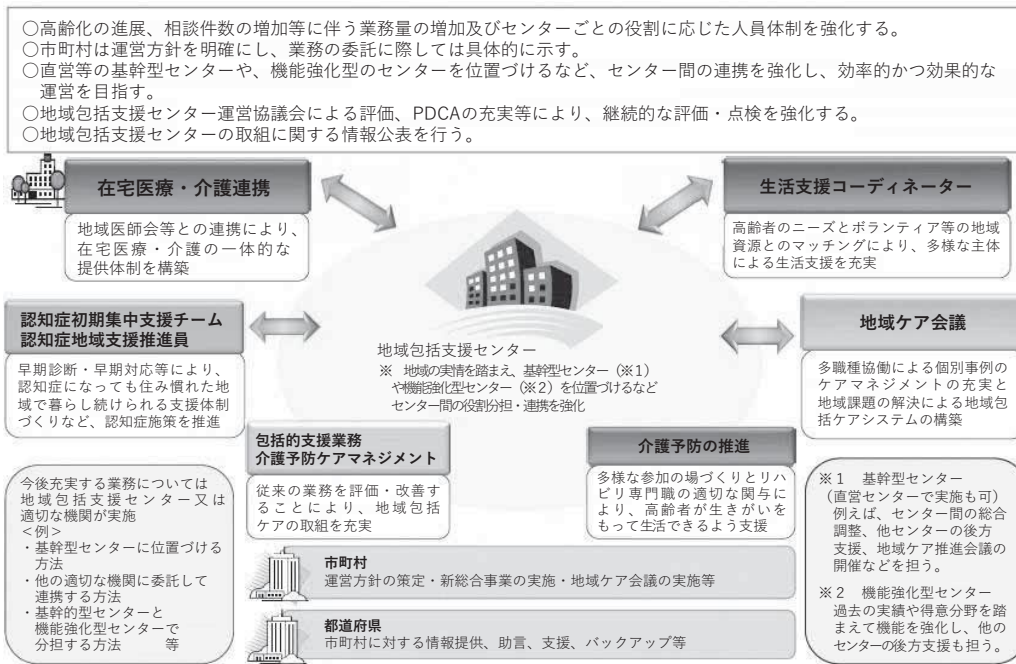 ○高齢化の進展、相談件数の増加等に伴う業務量の増加及びセンターごとの役割に応じた人員体制を強化する。
○市町村は運営方針を明確にし、業務の委託に際しては具体的に示す。
○直営等の基幹型センターや、機能強化型のセンターを位置づけるなど、センター間の連携を強化し、効率的かつ効果的な
運営を目指す。
○地域包括支援センター運営協議会による評価、PDCAの充実等により、継続的な評価・点検を強化する。
○地域包括支援センターの取組に関する情報公表を行う。
在宅医療・介護連携
地域医師会等との連携により、
在宅医療・介護の一体的な
提供体制を構築
生活支援コーディネーター
高齢者のニーズとボランティア等の地域
資源とのマッチングにより、多様な主体
による生活支援を充実
認知症初期集中支援チーム
認知症地域支援推進員
早期診断・早期対応等により、
認知症になっても住み慣れた地
域で暮らし続けられる支援体制
づくりなど、認知症施策を推進
地域包括支援センター
※ 地域の実情を踏まえ、基幹型センター（※1）
や機能強化型センター（※2）を位置づけるなど
センター間の役割分担・連携を強化
地域ケア会議
多職種協働による個別事例の
ケアマネジメントの充実と
地域課題の解決による地域包
括ケアシステムの構築
包括的支援業務
介護予防ケアマネジメント
従来の業務を評価・改善す
ることにより、地域包括
ケアの取組を充実
介護予防の推進
多様な参加の場づくりとリハ
ビリ専門職の適切な関与
により、高齢者が生きがいを
もって生活できるよう支援
今後充実する業務については
地域包括支援センター又は
適切な機関が実施
＜例＞
・基幹型センターに位置づける
方法
・他の適切な機関に委託して
連携する方法
・基幹的型センターと
機能強化型センターで
分担する方法 等
市町村
運営方針の策定・新総合事業の実施・地域ケア会議の実施等
都道府県
市町村に対する情報提供、助言、支援、バックアップ等
※1 基幹型センター
（直営センターで実施も可）
例えば、センター間の総合
調整、他センターの後方
支援、地域ケア推進会議の
開催などを担う。
※2 機能強化型センター
過去の実績や得意分野を踏
まえて機能を強化し、他の
センターの後方支援も担う。